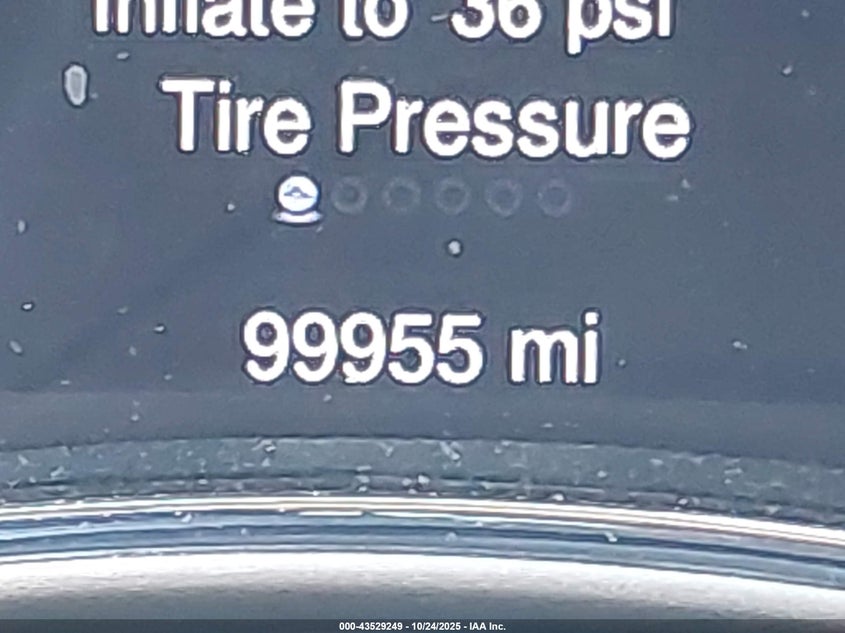 Inflate to 36 psi
Tire Pressure
99955 mi
000-43529249 - 10/24/2025 - IAA Inc.